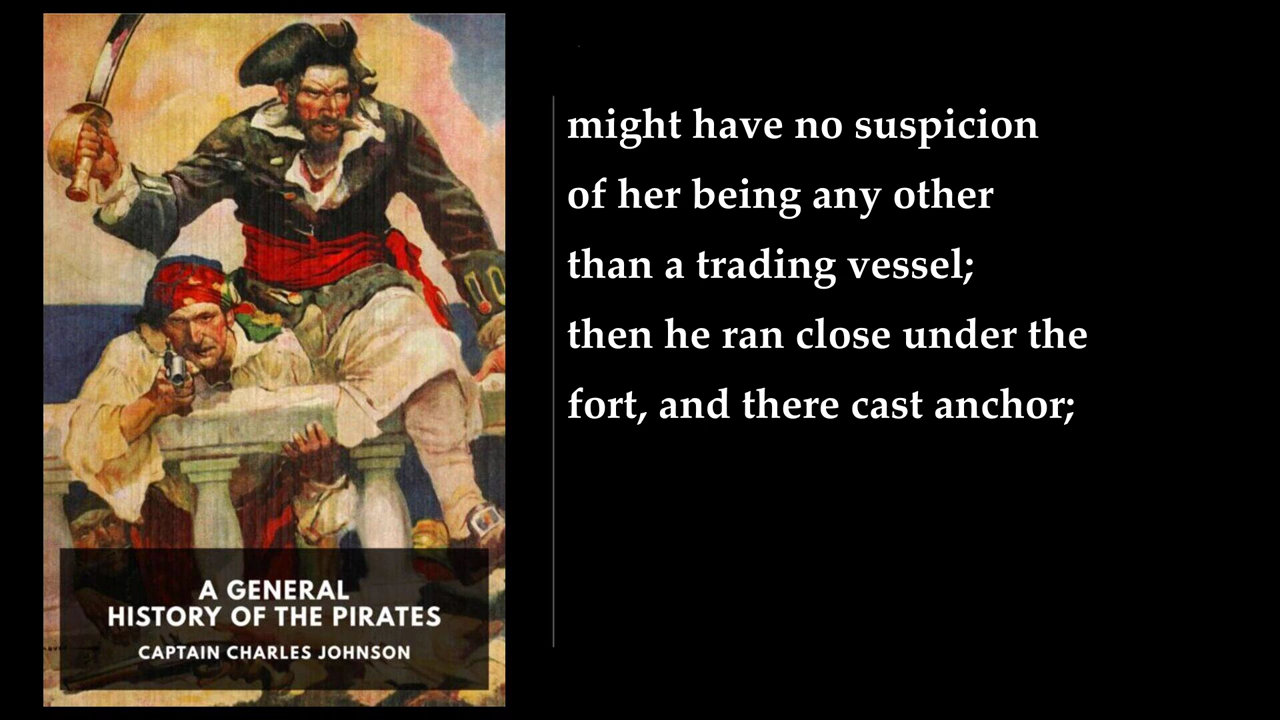 might have no suspicion
of her being any other
than a trading vessel;
then he ran close under the
fort, and there cast anchor;
A GENERAL
HISTORY OF THE PIRATES
CAPTAIN CHARLES JOHNSON